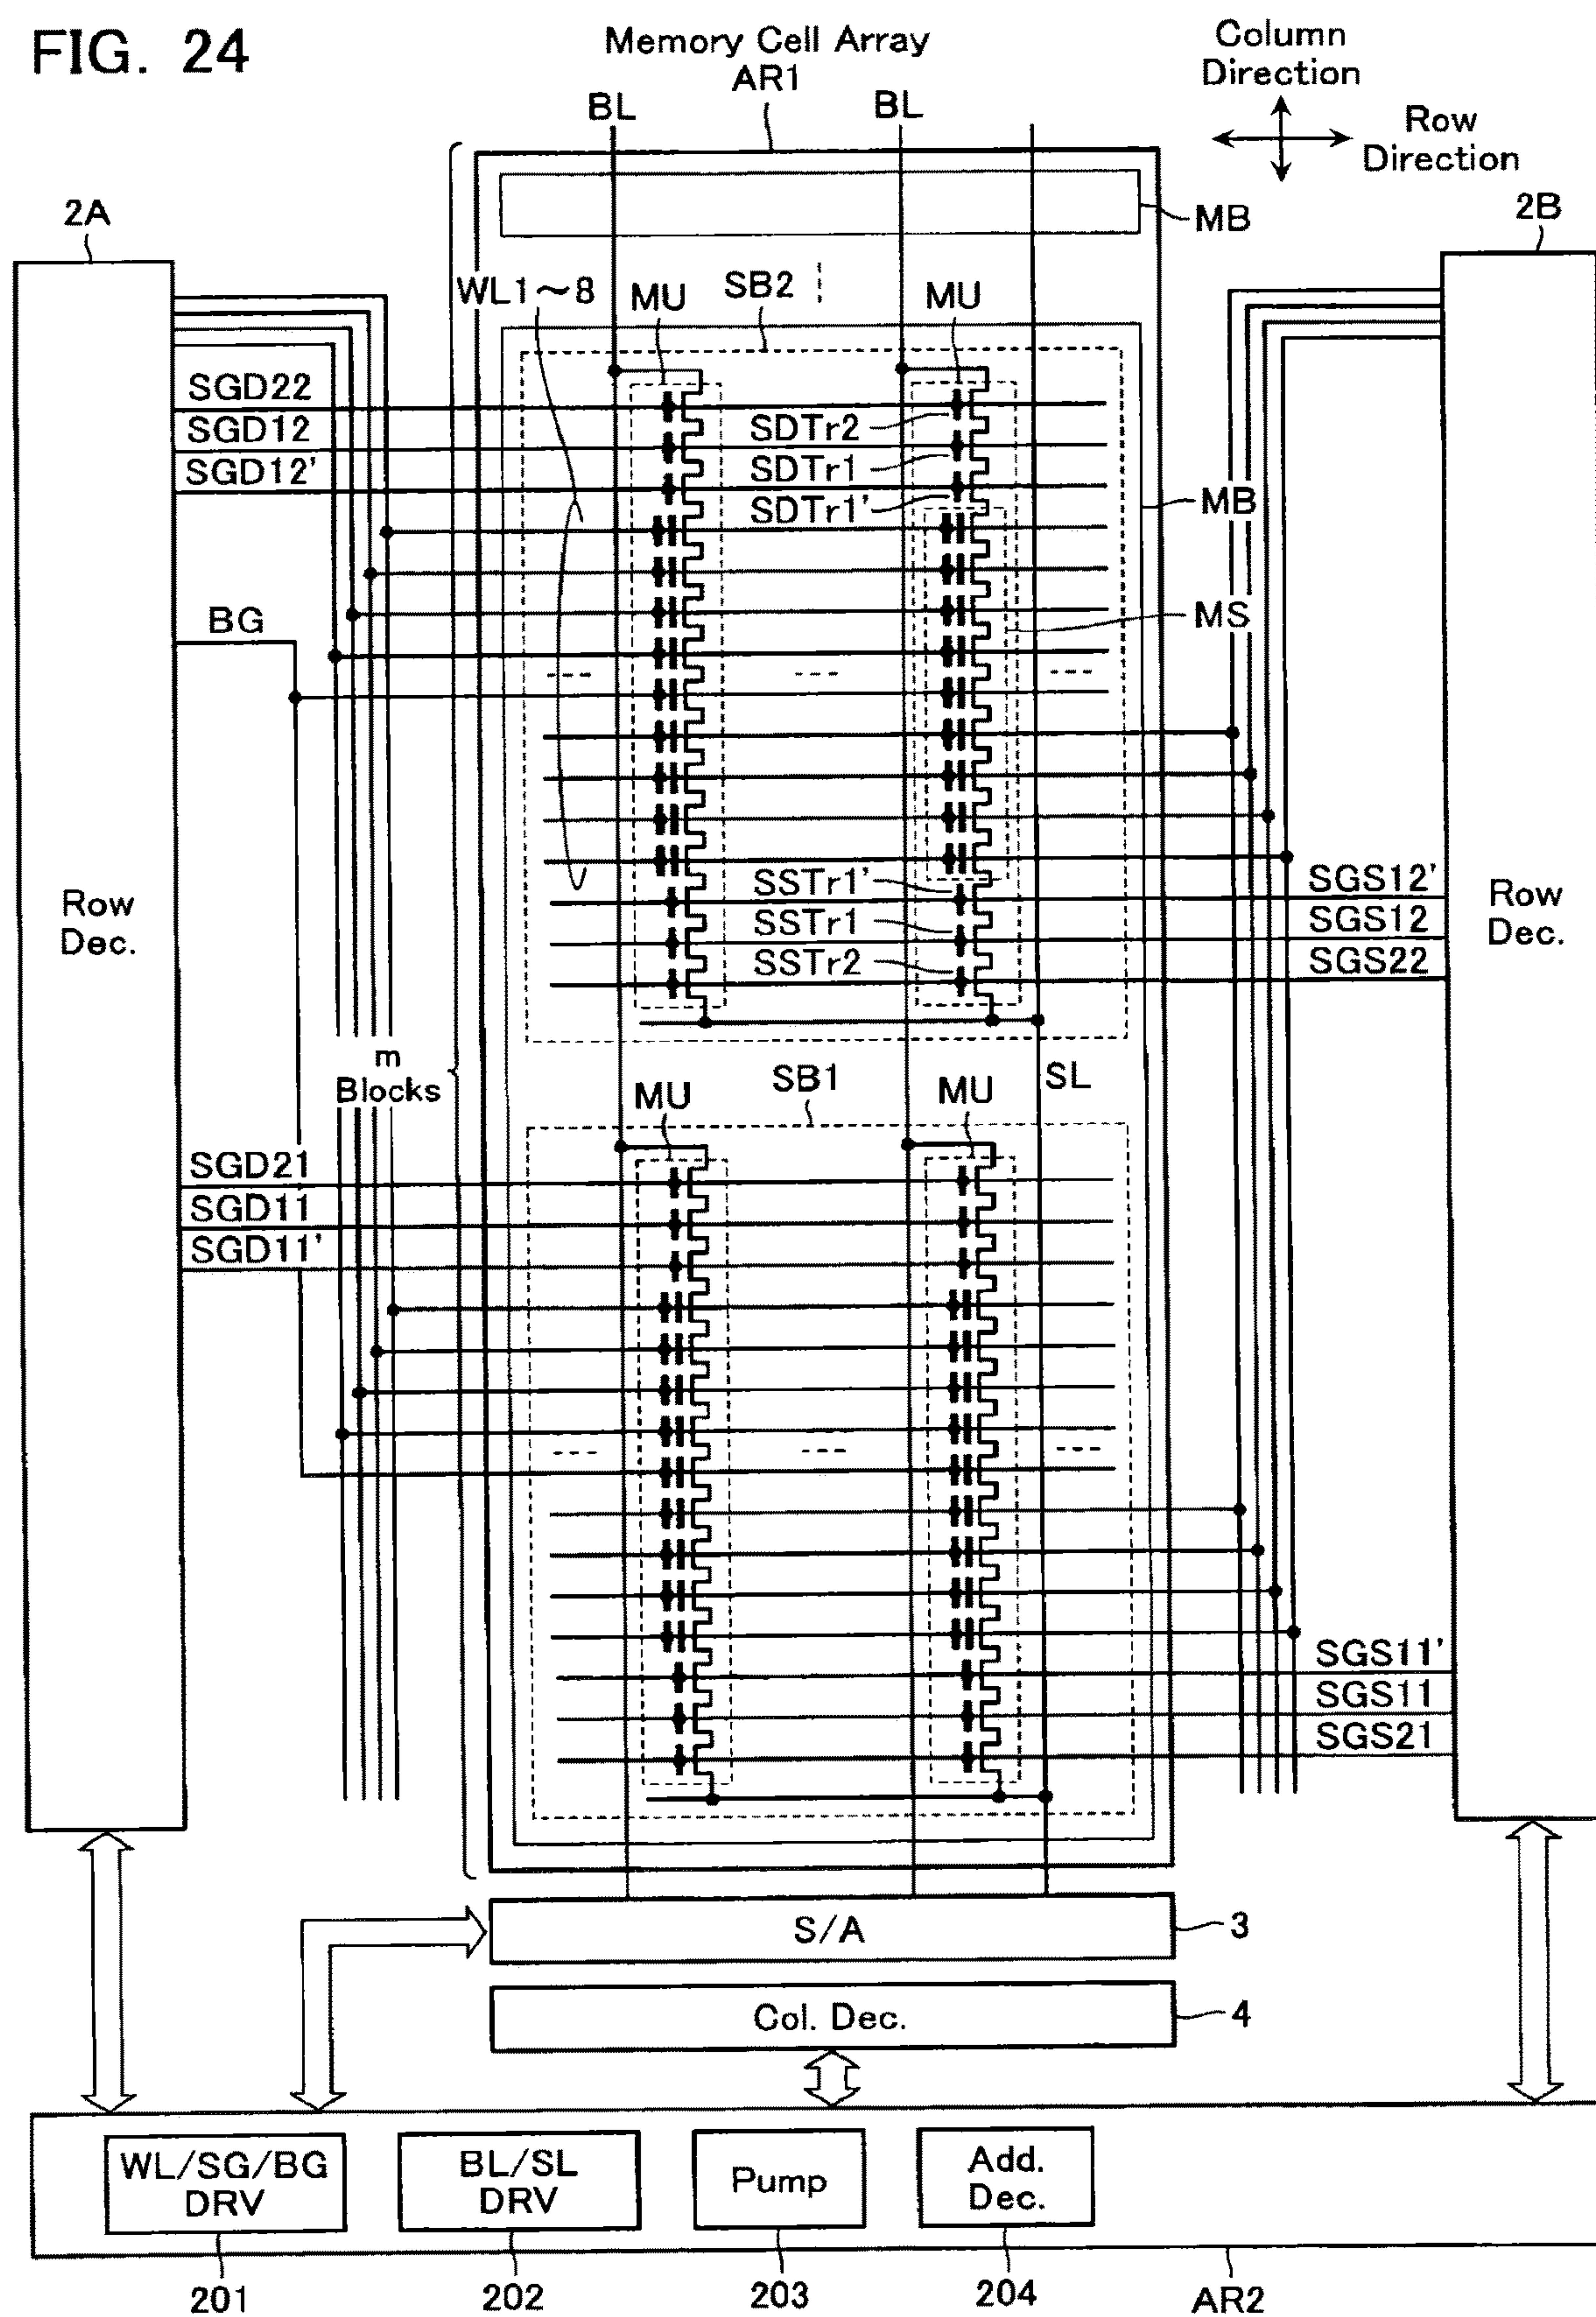 FIG. 24
Memory Cell Array
AR1
Column
Direction
Row
Direction
BL
BL
2A
MB
2B
WL1～8
MU
SB2
MU
SGD22
SGD12
SGD12'
SDTr2
SDTr1
SDTr1'
MB
BG
MS
Row
Dec.
SSTr1'
SSTr1
SSTr2
SGS12'
SGS12
SGS22
Row
Dec.
m
Blocks
MU
SB1
MU
SL
SGD21
SGD11
SGD11'
SGS11'
SGS11
SGS21
S/A
3
Col. Dec.
4
WL/SG/BG
DRV
BL/SL
DRV
Pump
Add.
Dec.
201
202
203
204
AR2